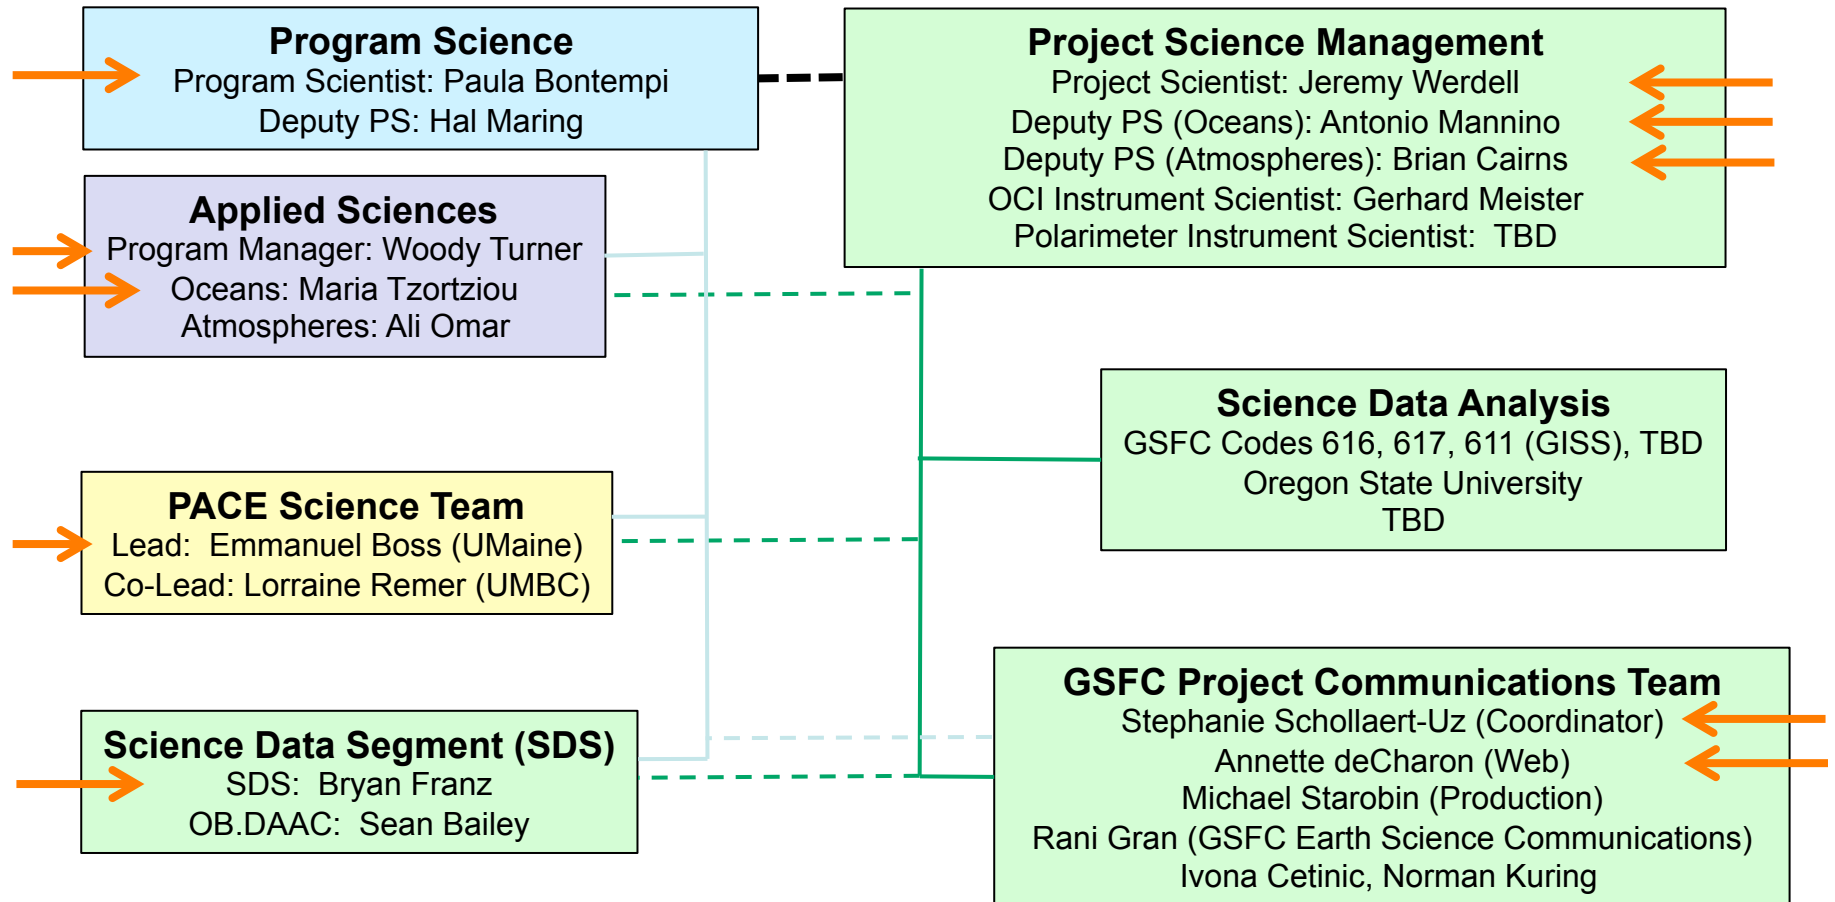 Program Science
Program Scientist: Paula Bontempi
Deputy PS: Hal Maring
Project Science Management
Project Scientist: Jeremy Werdell
Deputy PS (Oceans): Antonio Mannino
Deputy PS (Atmospheres): Brian Cairns
OCI Instrument Scientist: Gerhard Meister
Polarimeter Instrument Scientist: TBD
Applied Sciences
Program Manager: Woody Turner
Oceans: Maria Tzortziou
Atmospheres: Ali Omar
Science Data Analysis
GSFC Codes 616, 617, 611 (GISS), TBD
Oregon State University
TBD
PACE Science Team
Lead: Emmanuel Boss (UMaine)
Co-Lead: Lorraine Remer (UMBC)
GSFC Project Communications Team
Stephanie Schollaert-Uz (Coordinator)
Annette deCharon (Web)
Michael Starobin (Production)
Rani Gran (GSFC Earth Science Communications)
Ivona Cetinic, Norman Kuring
Science Data Segment (SDS)
SDS: Bryan Franz
OB.DAAC: Sean Bailey